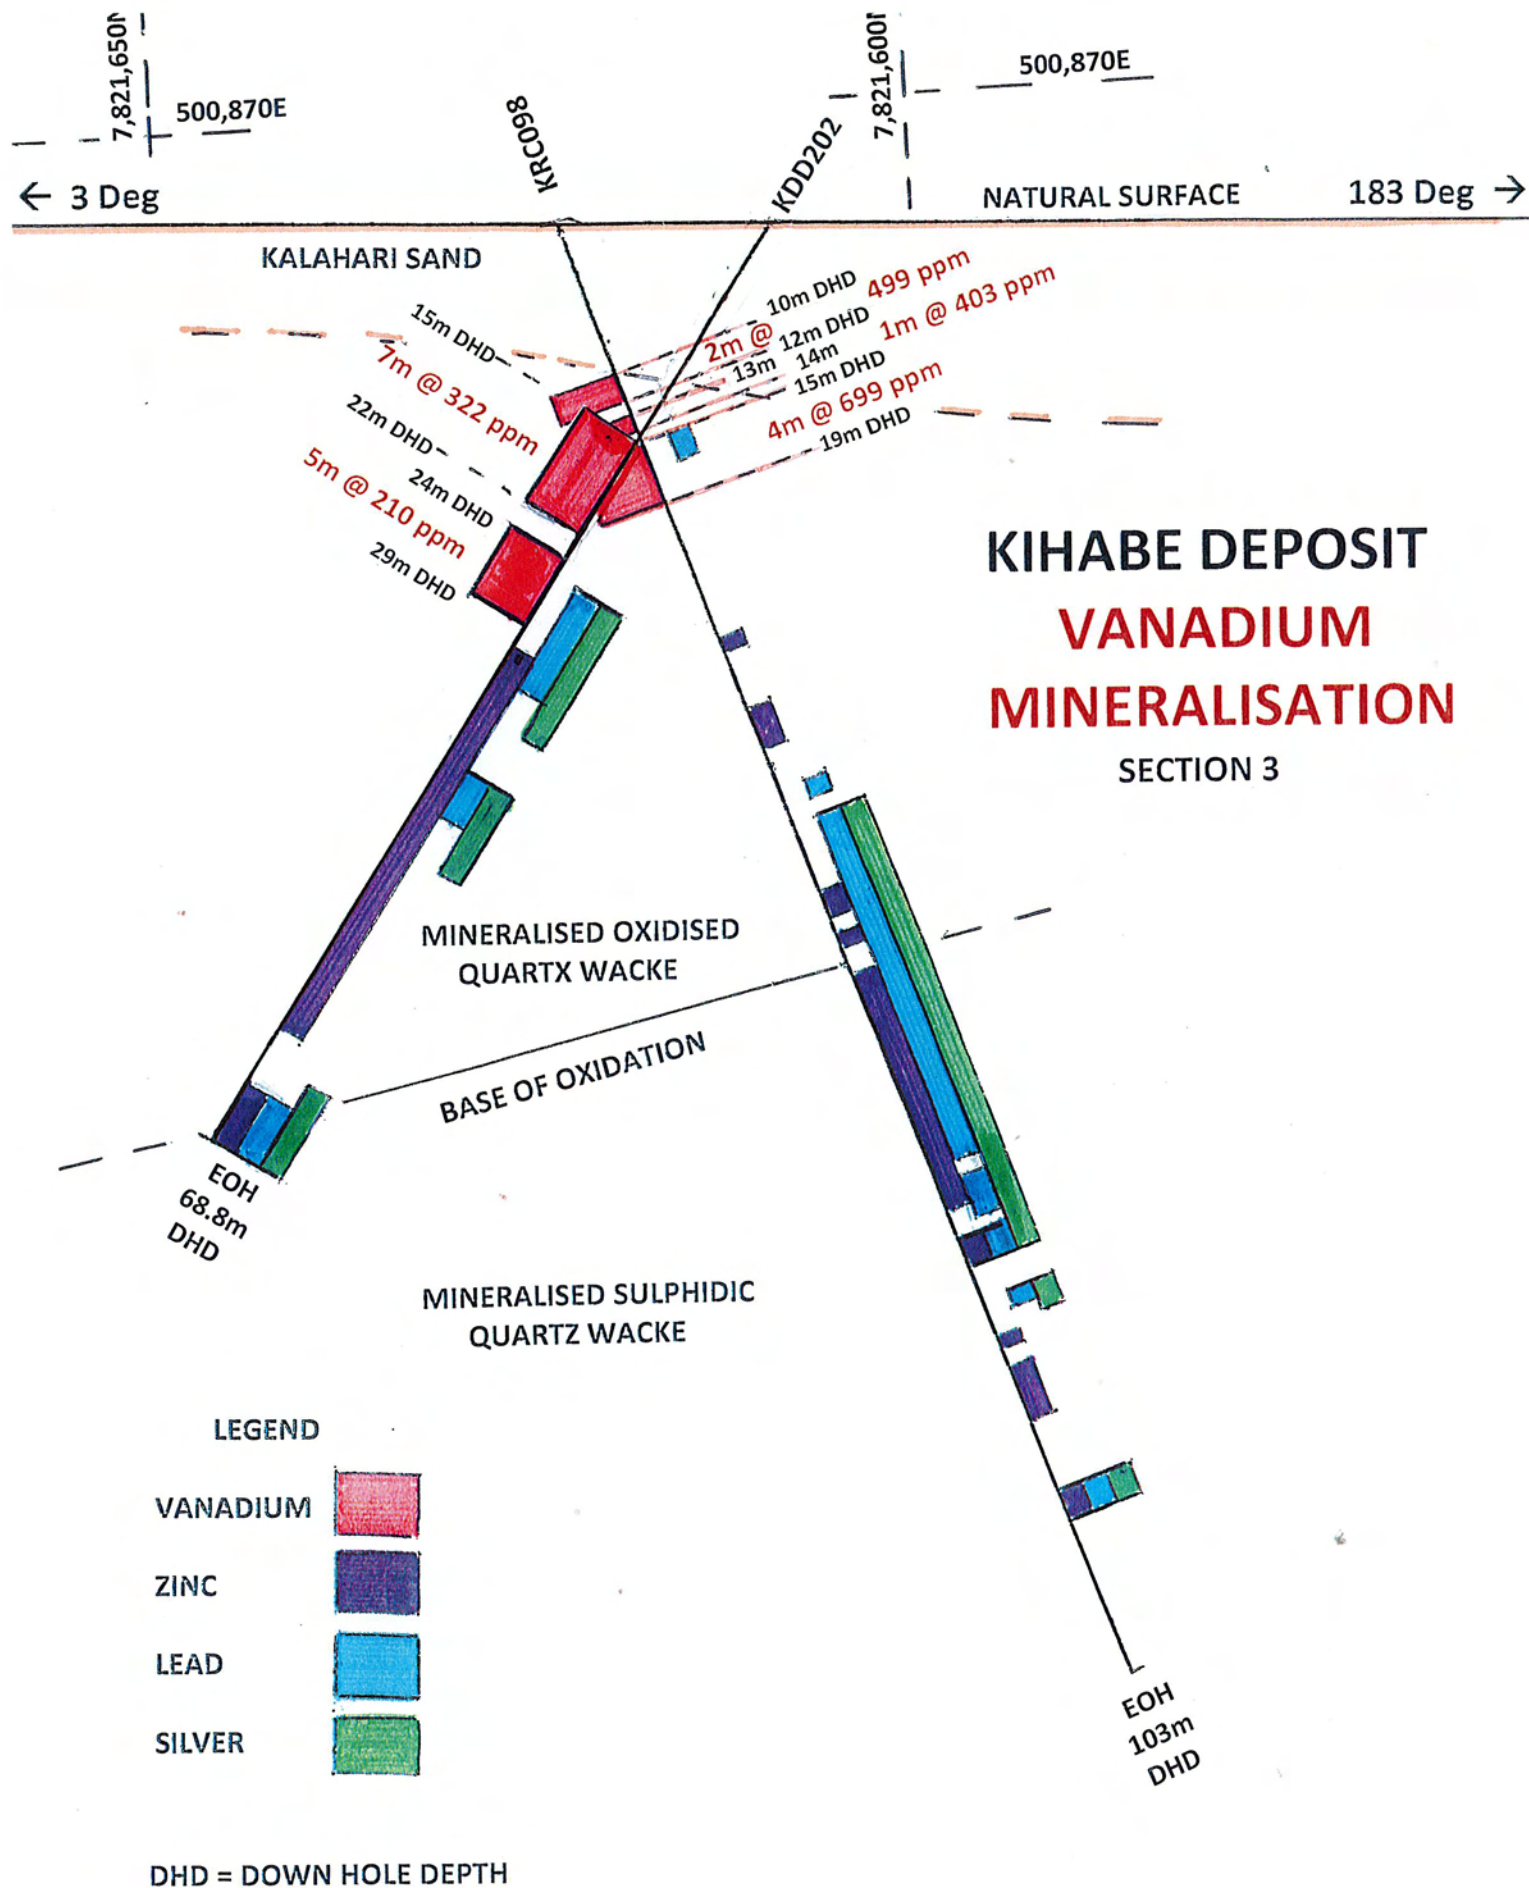 7,821,650N
500,870E
KRC098
KDD202
7,821,600N
500,870E
← 3 Deg
NATURAL SURFACE
183 Deg →
KALAHARI SAND
10m DHD
499 ppm
2m @
12m DHD
1m @ 403 ppm
13m
14m
15m DHD
4m @ 699 ppm
19m DHD
15m DHD
7m @ 322 ppm
22m DHD
24m DHD
5m @ 210 ppm
29m DHD
KIHABE DEPOSIT
VANADIUM
MINERALISATION
SECTION 3
MINERALISED OXIDISED
QUARTX WACKE
BASE OF OXIDATION
EOH
68.8m
DHD
MINERALISED SULPHIDIC
QUARTZ WACKE
LEGEND
VANADIUM
ZINC
LEAD
SILVER
EOH
103m
DHD
DHD = DOWN HOLE DEPTH